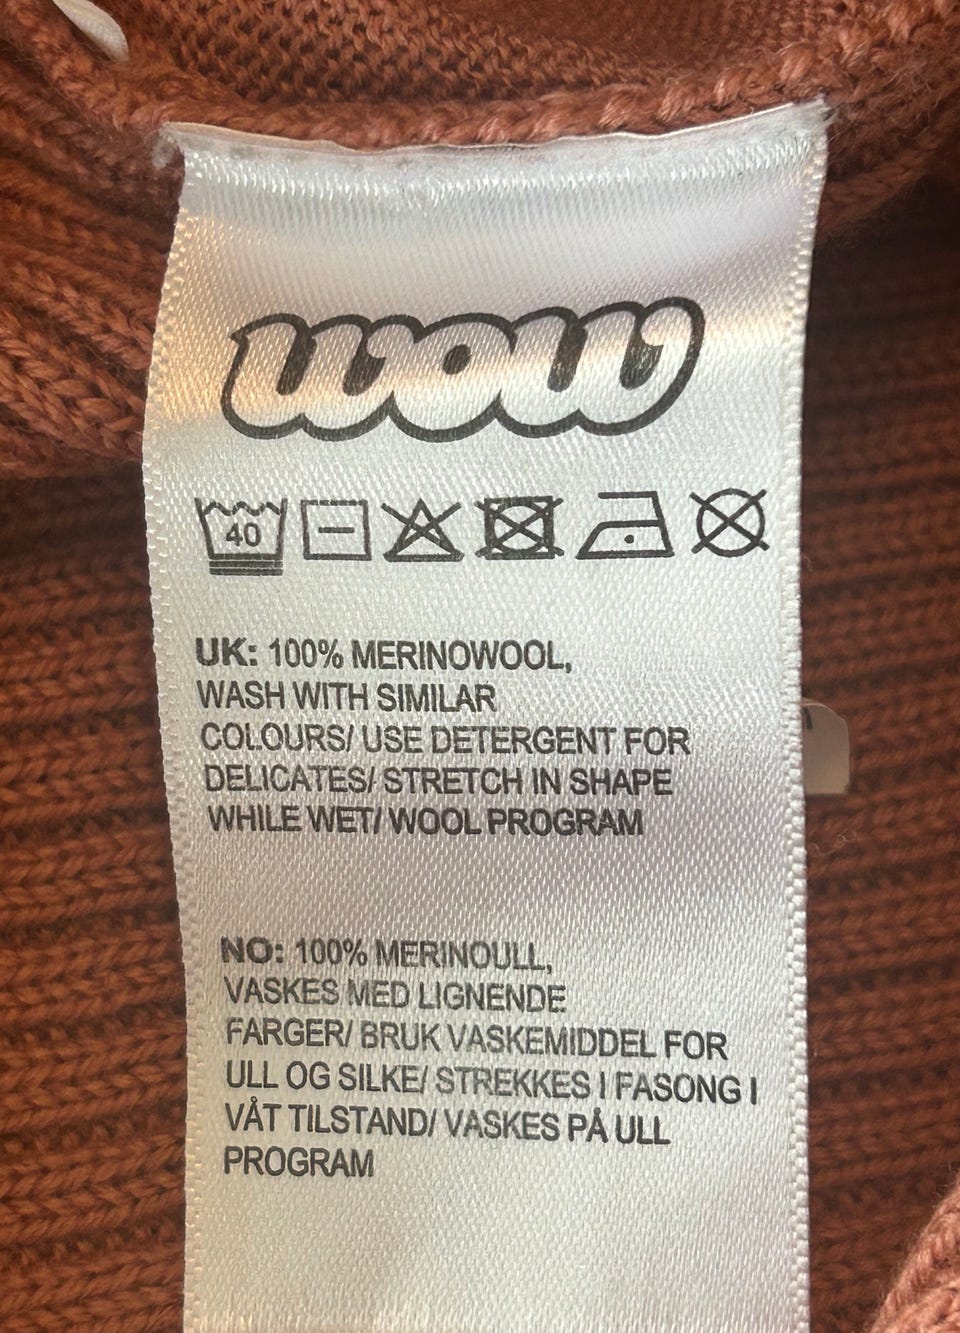 wow
40
UK: 100% MERINOWOOL,
WASH WITH SIMILAR
COLOURS/ USE DETERGENT FOR
DELICATES/ STRETCH IN SHAPE
WHILE WET/ WOOL PROGRAM
NO: 100% MERINOULL,
VASKES MED LIGNENDE
FARGER/ BRUK VASKEMIDDEL FOR
ULL OG SILKE/ STREKKES I FASONG I
VÅT TILSTAND/ VASKES PÅ ULL
PROGRAM